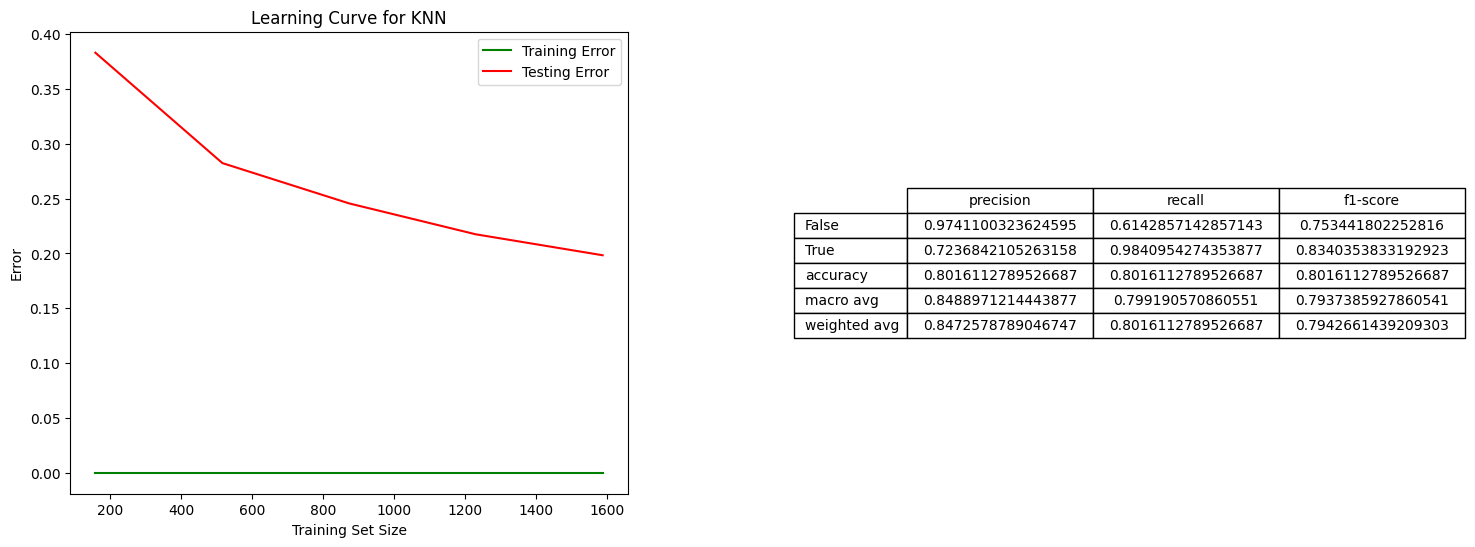 Learning Curve for KNN
Training Error
Testing Error
0.40
0.35
0.30
0.25
0.20
0.15
0.10
0.05
0.00
Error
200 400 600 800 1000 1200 1400 1600
Training Set Size
precision recall f1-score
False 0.9741100323624595 0.6142857142857143 0.753441802252816
True 0.7236842105263158 0.9840954274353877 0.8340353833192923
accuracy 0.8016112789526687 0.8016112789526687 0.8016112789526687
macro avg 0.8488971214443877 0.799190570860551 0.7937385927860541
weighted avg 0.8472578789046747 0.8016112789526687 0.7942661439209303